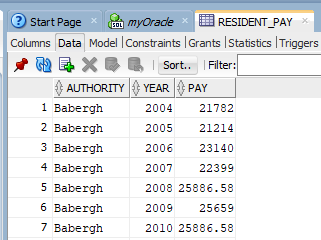 Start Page myOracle RESIDENT_PAY
Columns Data Model Constraints Grants Statistics Triggers
Sort.. Filter:
AUTHORITY YEAR PAY
1 Babergh 2004 21782
2 Babergh 2005 21214
3 Babergh 2006 23140
4 Babergh 2007 22399
5 Babergh 2008 25886.58
6 Babergh 2009 25659
7 Babergh 2010 25886.58